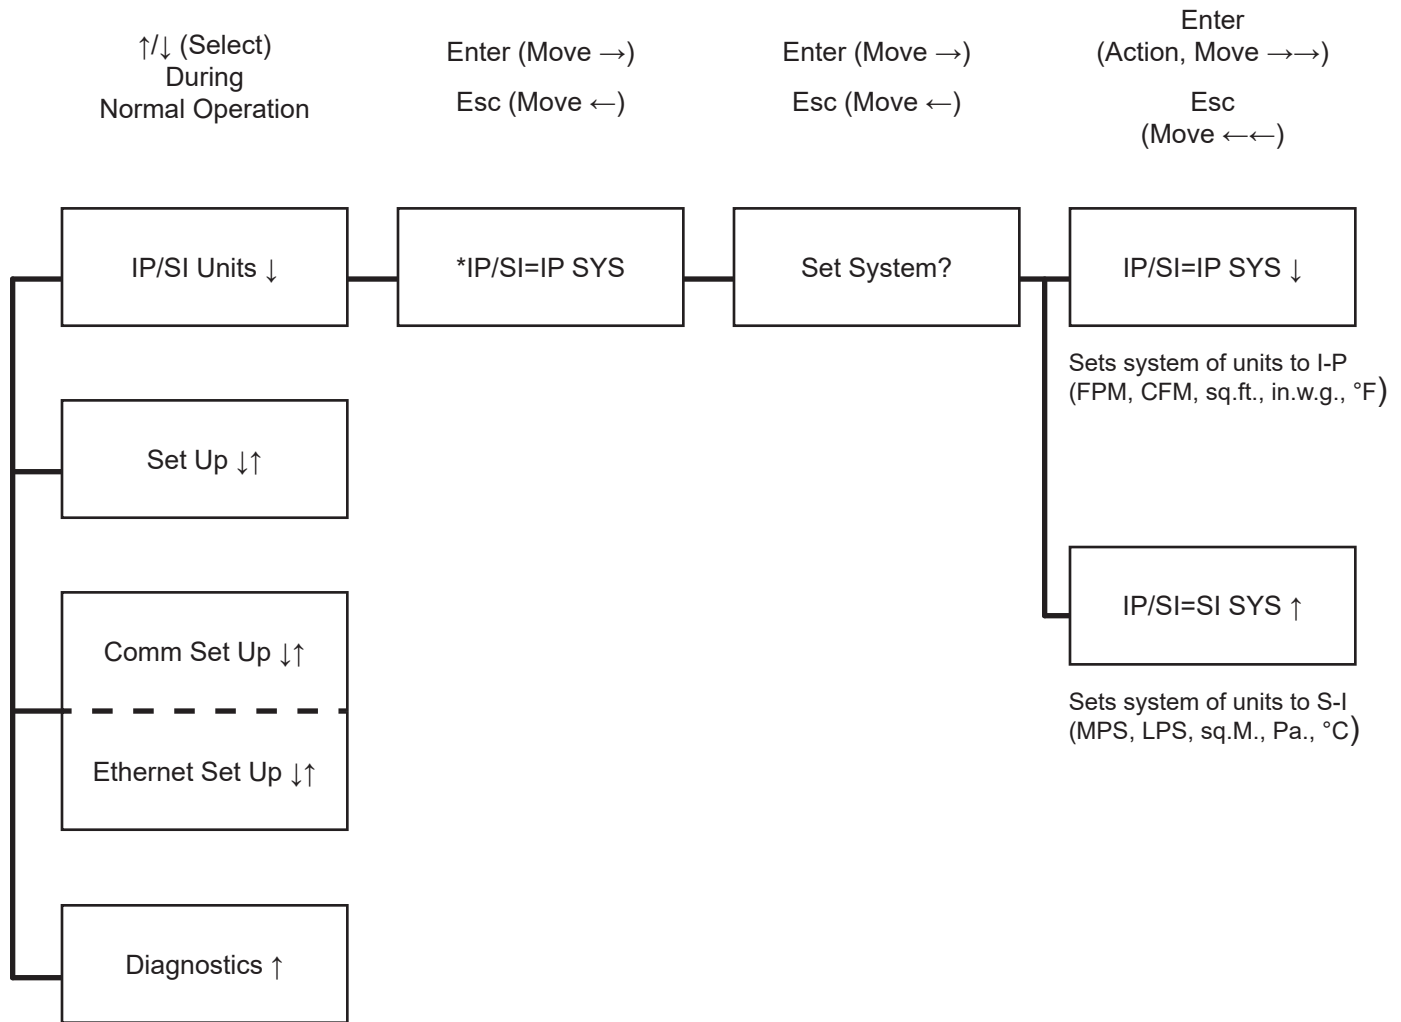 ↑/↓ (Select)
During
Normal Operation
Enter (Move →)
Esc (Move ←)
Enter (Move →)
Esc (Move ←)
Enter
(Action, Move →→)
Esc
(Move ←←)
IP/SI Units ↓
*IP/SI=IP SYS
Set System?
IP/SI=IP SYS ↓
Sets system of units to I-P
(FPM, CFM, sq.ft., in.w.g., °F)
Set Up ↓↑
IP/SI=SI SYS ↑
Sets system of units to S-I
(MPS, LPS, sq.M., Pa., °C)
Comm Set Up ↓↑
Ethernet Set Up ↓↑
Diagnostics ↑